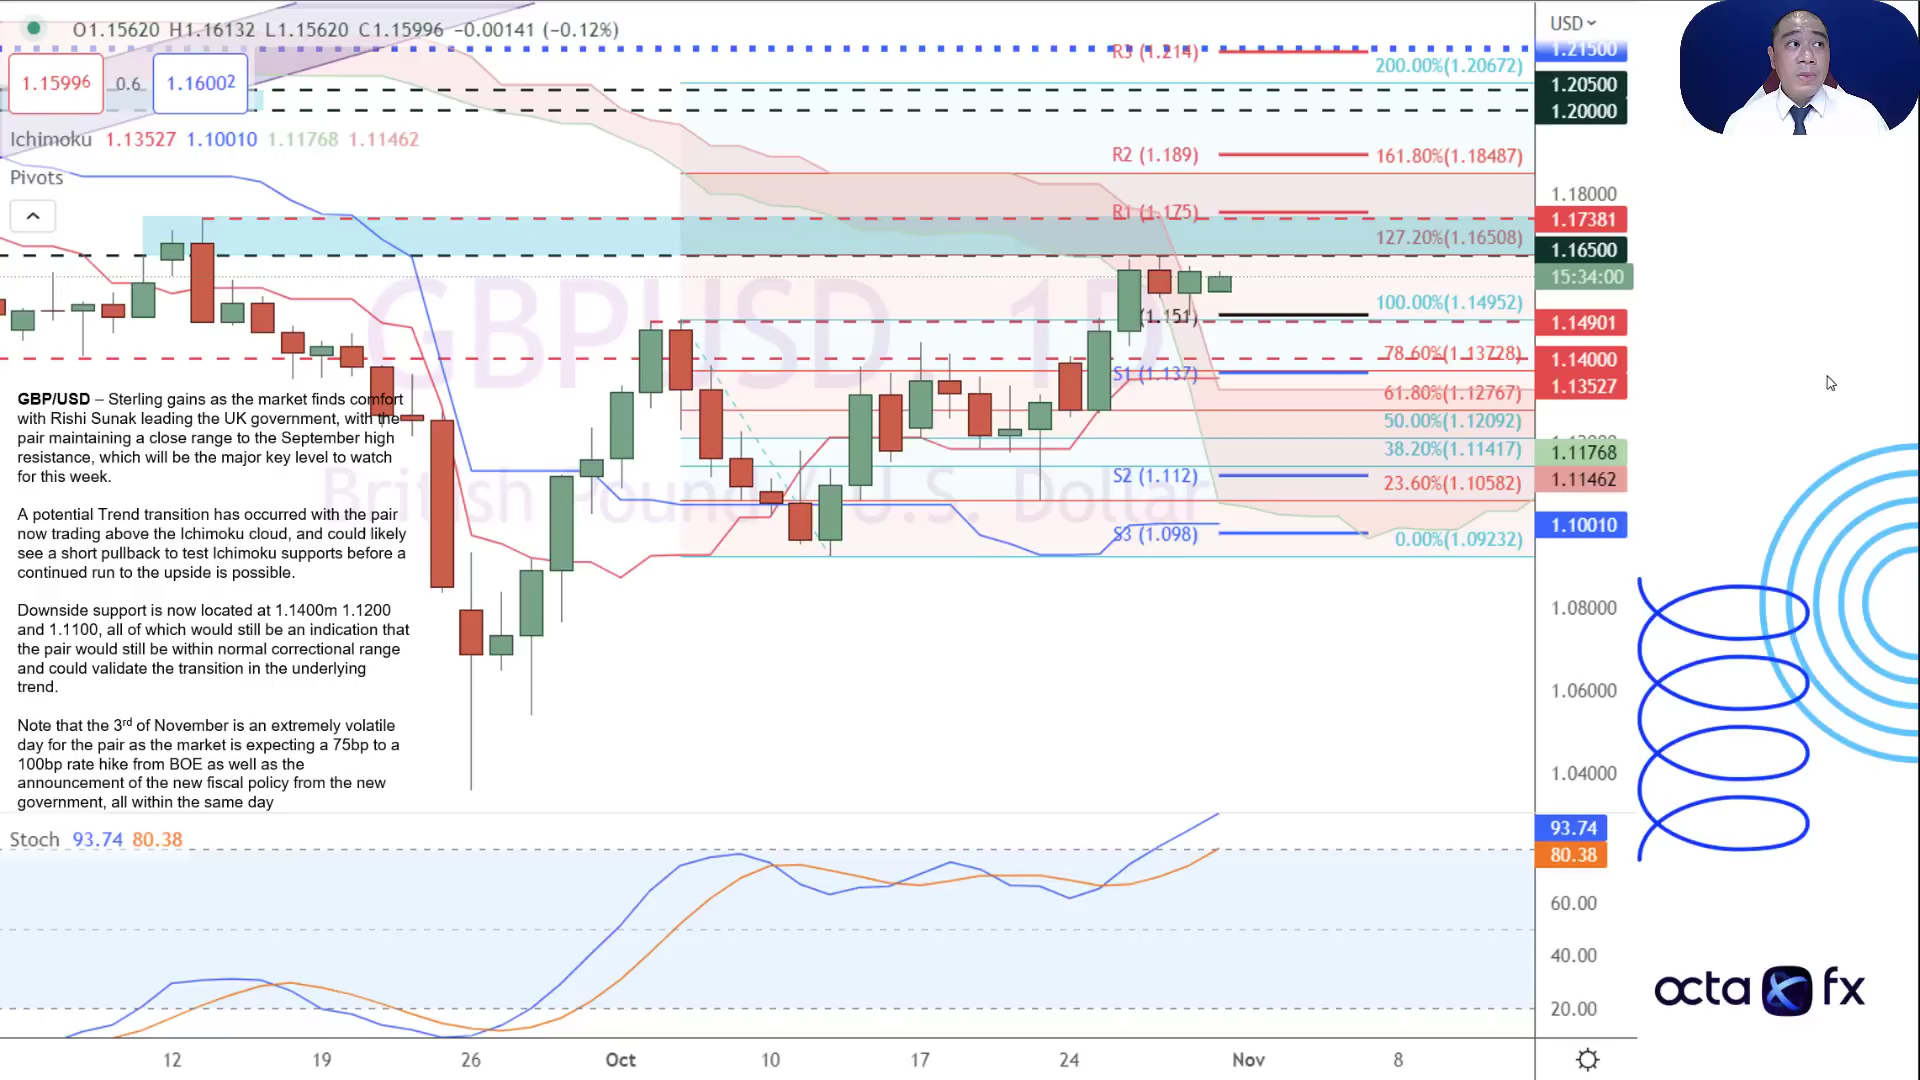 O1.15620 H1.16132 L1.15620 C1.15996 −0.00141 (−0.12%)
1.15996 0.6 1.16002
Ichimoku 1.13527 1.10010 1.11768 1.11462
Pivots
GBPUSD, 1D
British Pound / U.S. Dollar
GBP/USD – Sterling gains as the market finds comfort
with Rishi Sunak leading the UK government, with the
pair maintaining a close range to the September high
resistance, which will be the major key level to watch
for this week.
A potential Trend transition has occurred with the pair
now trading above the Ichimoku cloud, and could likely
see a short pullback to test Ichimoku supports before a
continued run to the upside is possible.
Downside support is now located at 1.1400m 1.1200
and 1.1100, all of which would still be an indication that
the pair would still be within normal correctional range
and could validate the transition in the underlying
trend.
Note that the 3rd of November is an extremely volatile
day for the pair as the market is expecting a 75bp to a
100bp rate hike from BOE as well as the
announcement of the new fiscal policy from the new
government, all within the same day
R3 (1.214)
R2 (1.189)
R1 (1.175)
(1.151)
S1 (1.137)
S2 (1.112)
S3 (1.098)
200.00%(1.20672)
161.80%(1.18487)
127.20%(1.16508)
100.00%(1.14952)
78.60%(1.13728)
61.80%(1.12767)
50.00%(1.12092)
38.20%(1.11417)
23.60%(1.10582)
0.00%(1.09232)
USD
1.21500
1.20500
1.20000
1.18000
1.17381
1.16500
15:34:00
1.14901
1.14000
1.13527
1.11768
1.11462
1.10010
1.08000
1.06000
1.04000
Stoch 93.74 80.38
93.74
80.38
60.00
40.00
20.00
12 19 26 Oct 10 17 24 Nov 8
octa fx